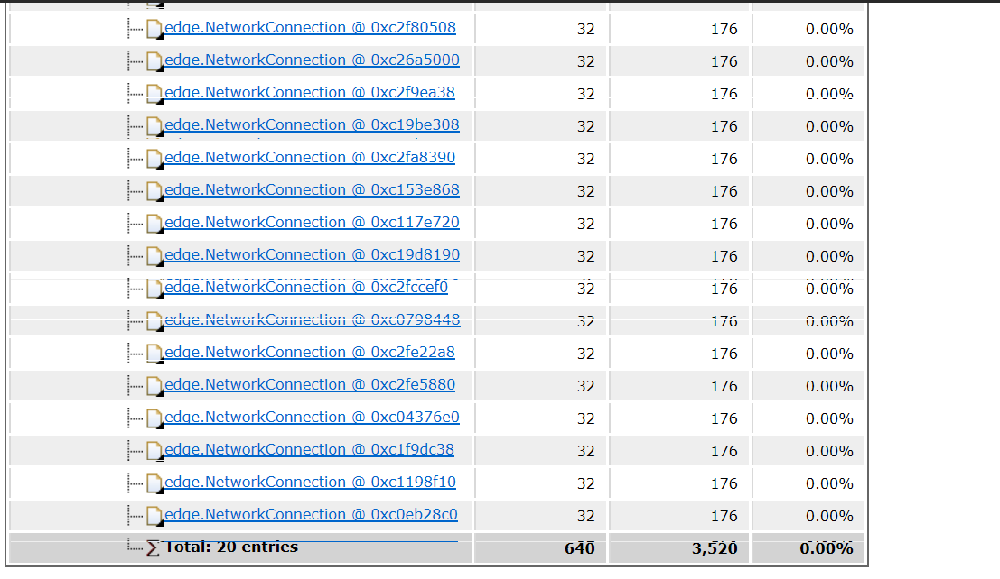 edge.NetworkConnection @ 0xc2f80508 32 176 0.00%
edge.NetworkConnection @ 0xc26a5000 32 176 0.00%
edge.NetworkConnection @ 0xc2f9ea38 32 176 0.00%
edge.NetworkConnection @ 0xc19be308 32 176 0.00%
edge.NetworkConnection @ 0xc2fa8390 32 176 0.00%
edge.NetworkConnection @ 0xc153e868 32 176 0.00%
edge.NetworkConnection @ 0xc117e720 32 176 0.00%
edge.NetworkConnection @ 0xc19d8190 32 176 0.00%
edge.NetworkConnection @ 0xc2fccef0 32 176 0.00%
edge.NetworkConnection @ 0xc0798448 32 176 0.00%
edge.NetworkConnection @ 0xc2fe22a8 32 176 0.00%
edge.NetworkConnection @ 0xc2fe5880 32 176 0.00%
edge.NetworkConnection @ 0xc04376e0 32 176 0.00%
edge.NetworkConnection @ 0xc1f9dc38 32 176 0.00%
edge.NetworkConnection @ 0xc1198f10 32 176 0.00%
edge.NetworkConnection @ 0xc0eb28c0 32 176 0.00%
∑ Total: 20 entries 640 3,520 0.00%